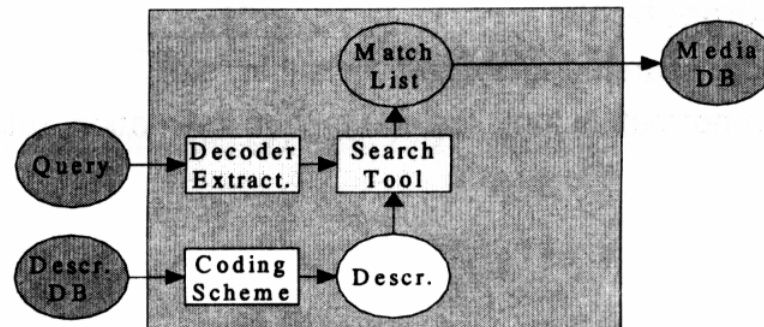 Match
List
Media
DB
Query
Decoder
Extract.
Search
Tool
Descr.
DB
Coding
Scheme
Descr.